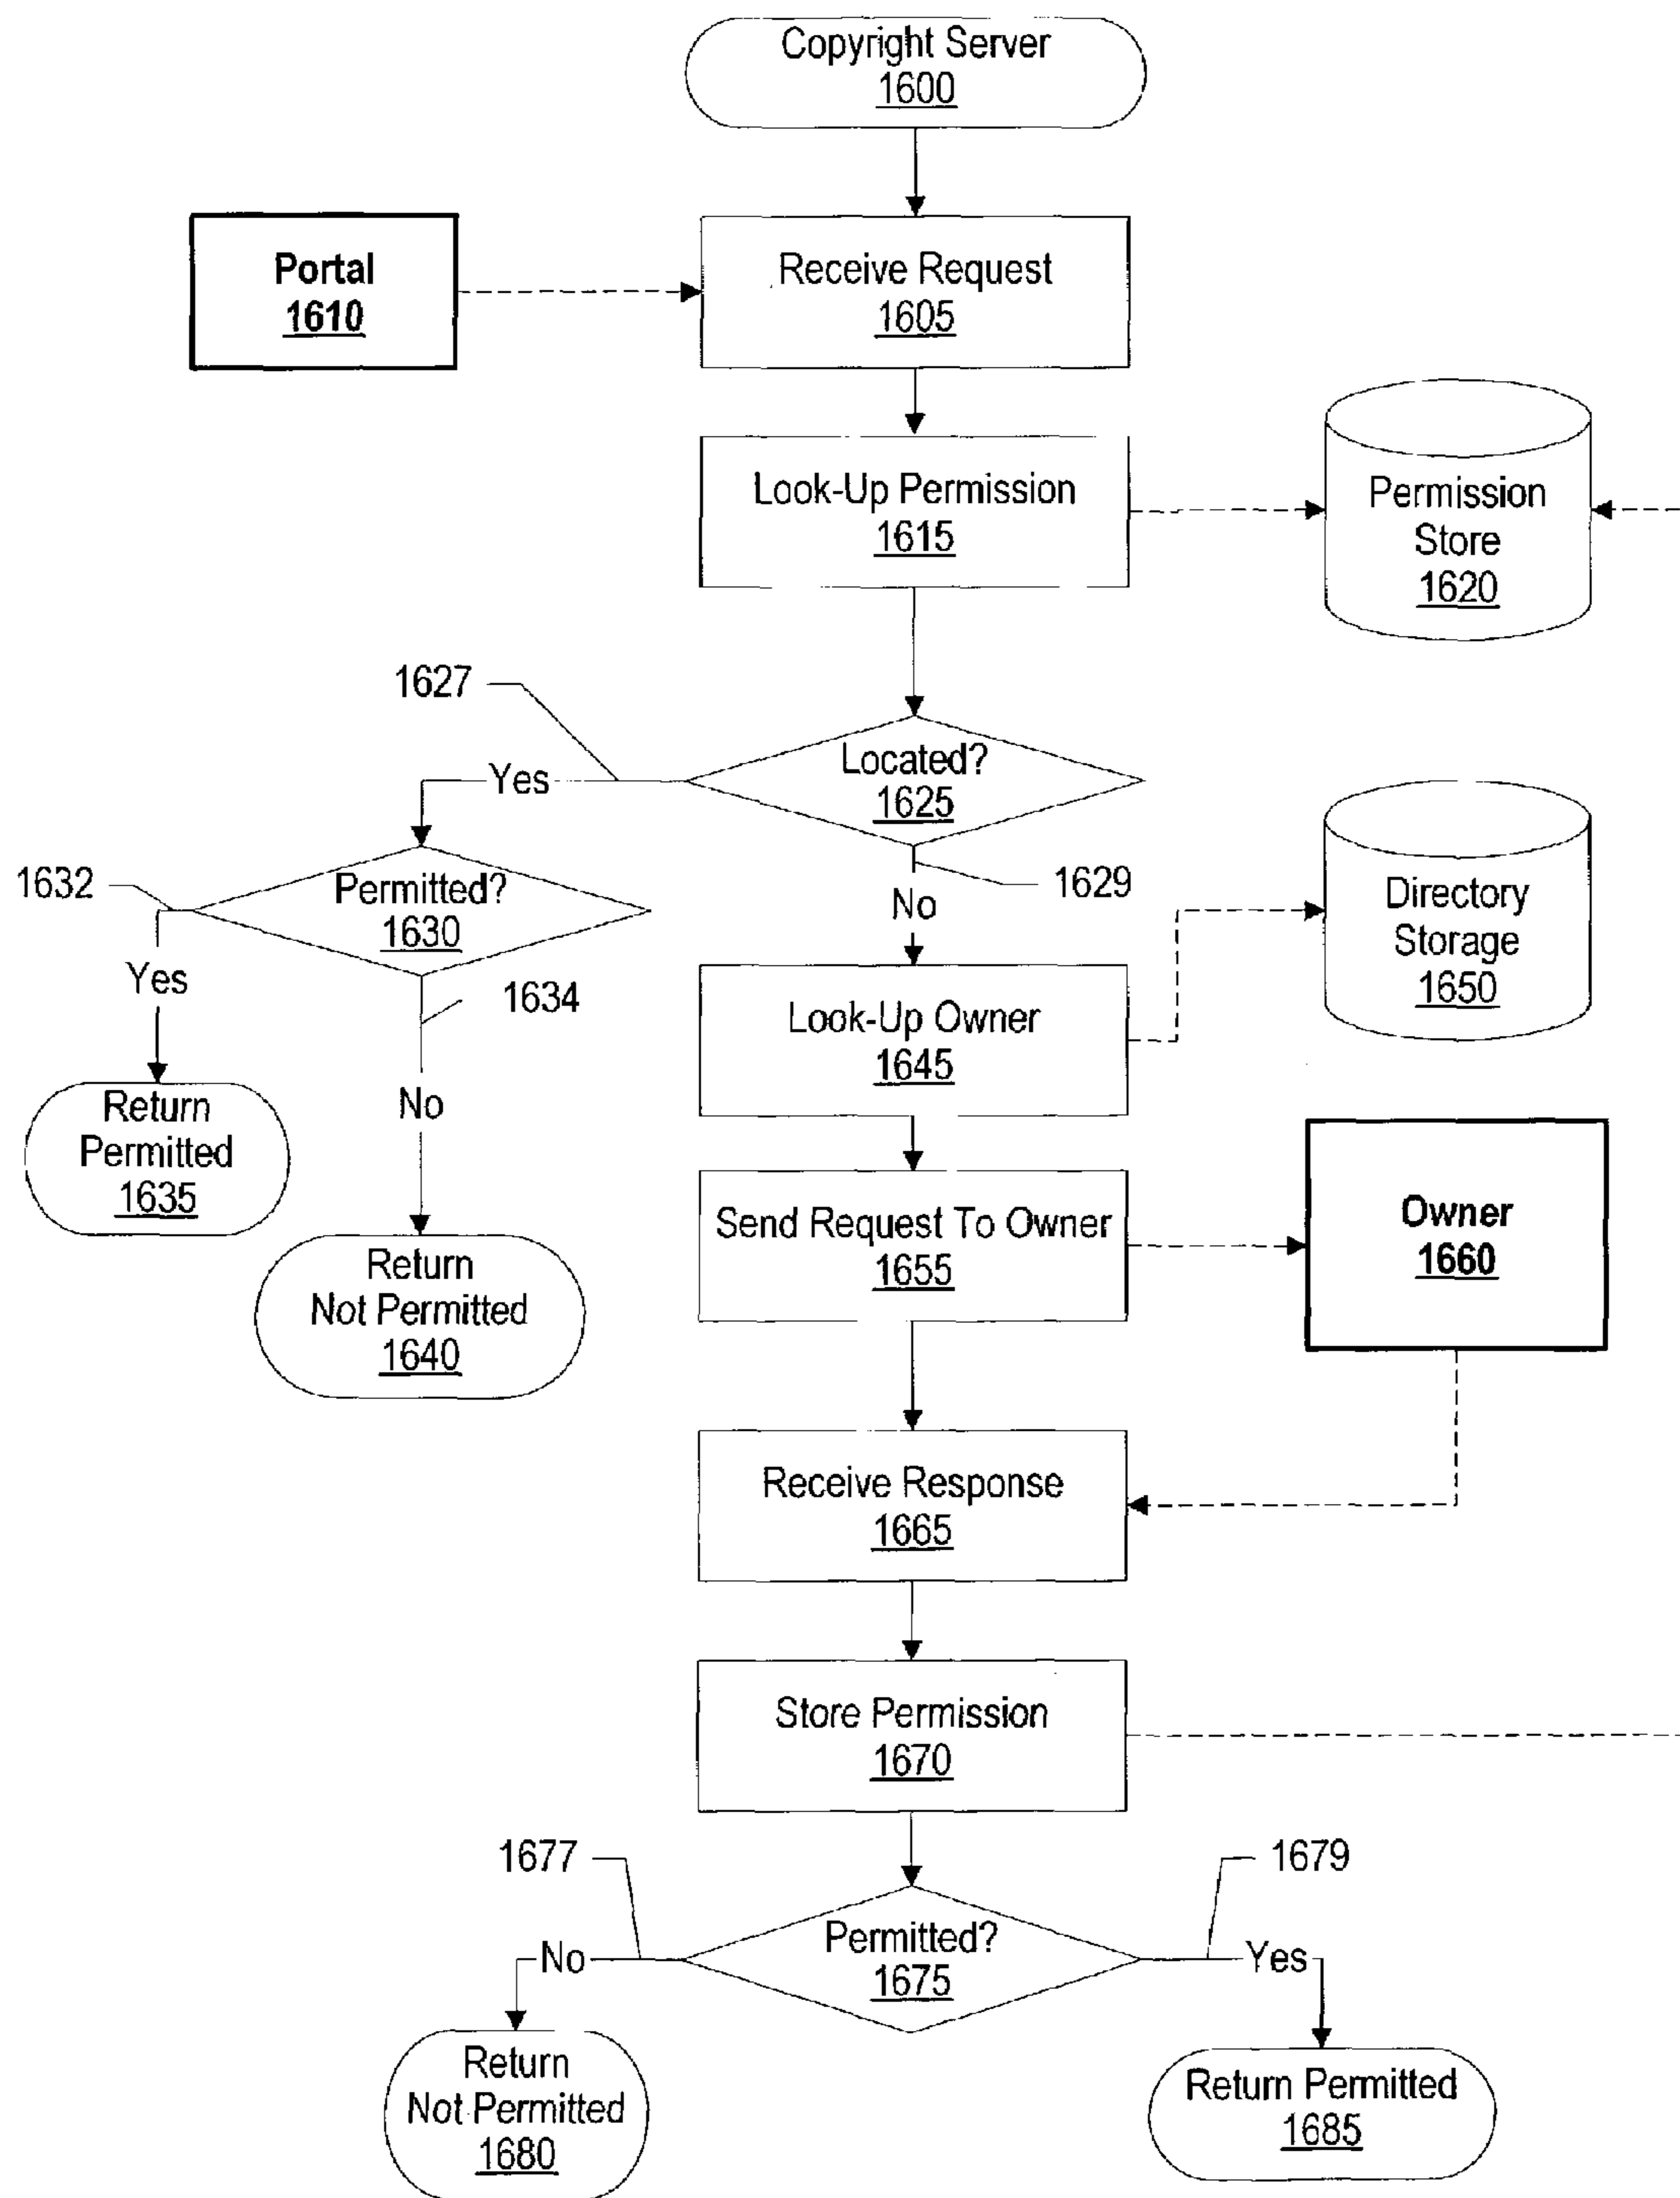 Copyright Server
1600
Portal
1610
Receive Request
1605
Look-Up Permission
1615
Permission
Store
1620
1627
Yes
Located?
1625
1629
No
1632
Permitted?
1630
Yes
1634
No
Directory
Storage
1650
Look-Up Owner
1645
Return
Permitted
1635
Return
Not Permitted
1640
Send Request To Owner
1655
Owner
1660
Receive Response
1665
Store Permission
1670
1677
1679
No
Permitted?
1675
Yes
Return
Not Permitted
1680
Return Permitted
1685